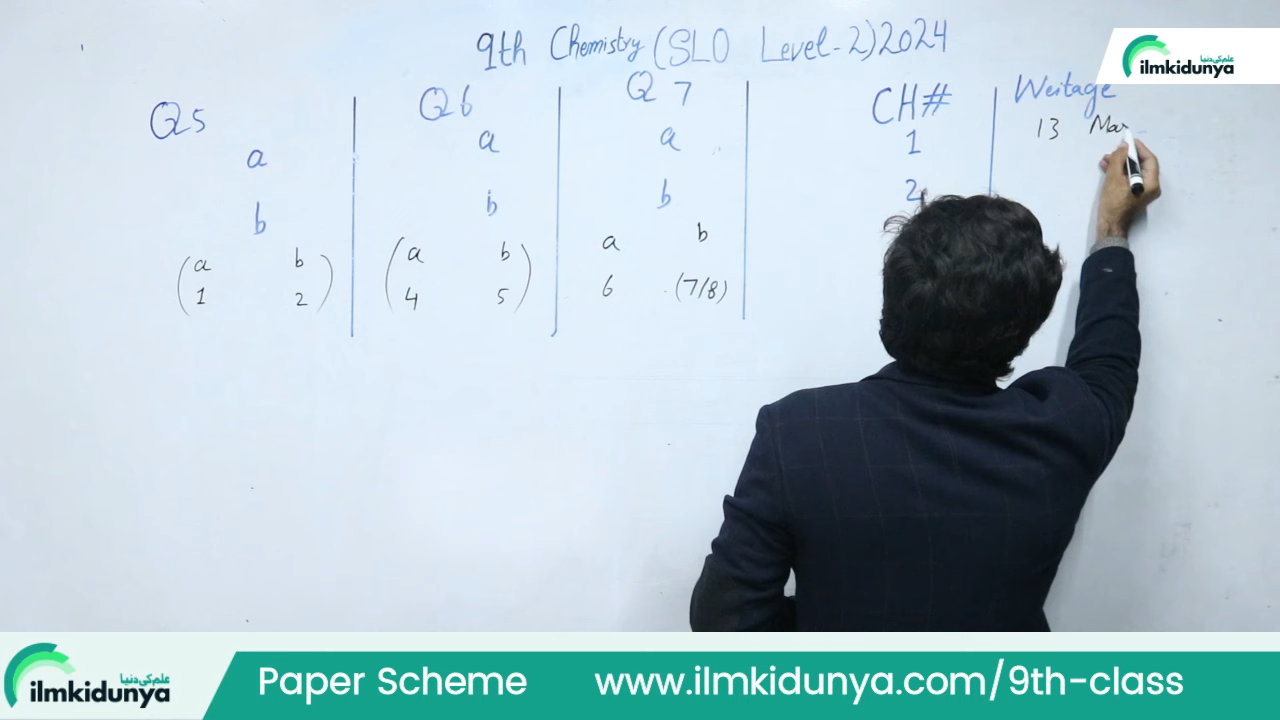 9th Chemistry (SLO Level-2) 2024
علم کی دنیا
ilmkidunya
Q5
a
b
(a b)
(1 2)
Q6
a
b
(a b)
(4 5)
Q 7
a
b
a b
6 (7/8)
CH#
1
2
Weitage
13 Mar
علم کی دنیا
ilmkidunya
Paper Scheme
www.ilmkidunya.com/9th-class